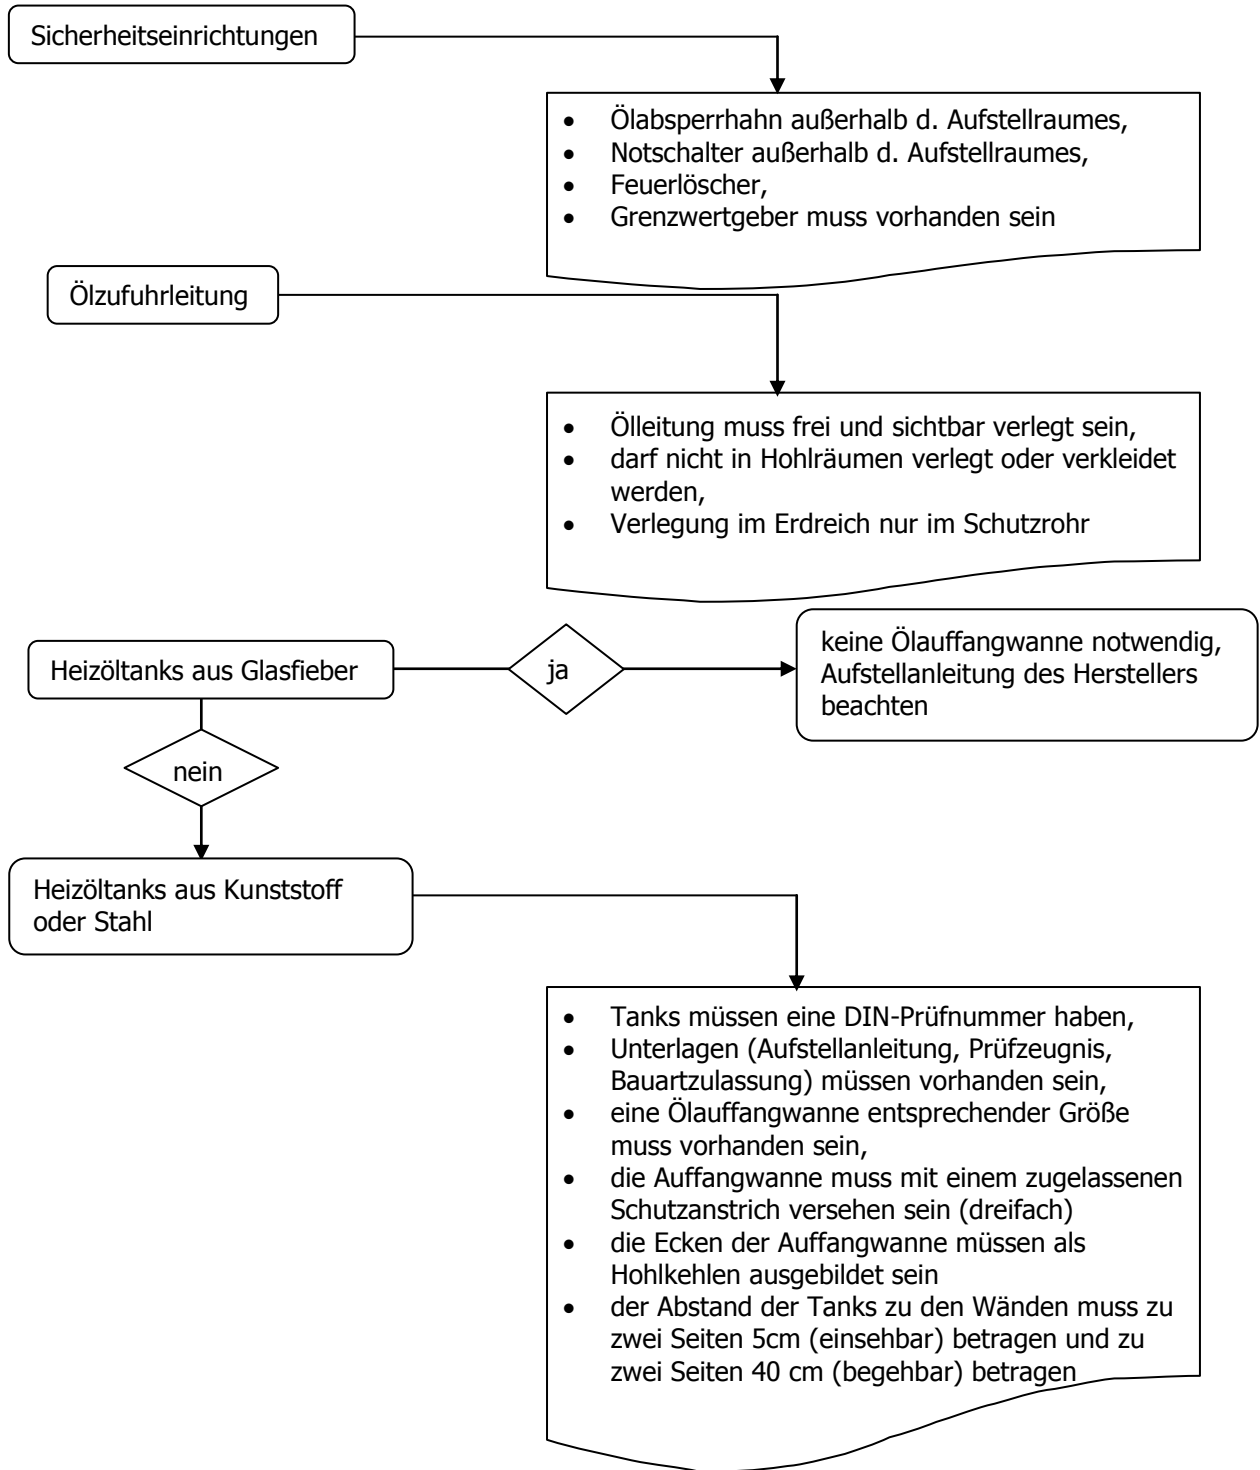 Sicherheitseinrichtungen
• Ölabsperrhahn außerhalb d. Aufstellraumes,
• Notschalter außerhalb d. Aufstellraumes,
• Feuerlöscher,
• Grenzwertgeber muss vorhanden sein
Ölzufuhrleitung
• Ölleitung muss frei und sichtbar verlegt sein,
• darf nicht in Hohlräumen verlegt oder verkleidet
werden,
• Verlegung im Erdreich nur im Schutzrohr
Heizöltanks aus Glasfieber
ja
keine Ölauffangwanne notwendig,
Aufstellanleitung des Herstellers
beachten
nein
Heizöltanks aus Kunststoff
oder Stahl
• Tanks müssen eine DIN-Prüfnummer haben,
• Unterlagen (Aufstellanleitung, Prüfzeugnis,
Bauartzulassung) müssen vorhanden sein,
• eine Ölauffangwanne entsprechender Größe
muss vorhanden sein,
• die Auffangwanne muss mit einem zugelassenen
Schutzanstrich versehen sein (dreifach)
• die Ecken der Auffangwanne müssen als
Hohlkehlen ausgebildet sein
• der Abstand der Tanks zu den Wänden muss zu
zwei Seiten 5cm (einsehbar) betragen und zu
zwei Seiten 40 cm (begehbar) betragen